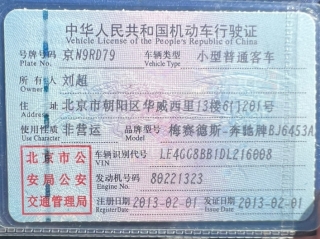 中华人民共和国机动车行驶证
Vehicle License of the People's Republic of China
号牌号码 京N9RD79 车辆类型 小型普通客车
Plate No. Vehicle Type
所有人 刘超
Owner
住址 北京市朝阳区华威西里13楼6门201号
Address
使用性质 非营运 品牌型号 梅赛德斯-奔驰牌BJ6453A
Use Character Model
车辆识别代号 LE4GG8BB1DL216008
VIN
发动机号码 80221323
Engine No.
注册日期 2013-02-01 发证日期 2013-02-01
Register Date Issue Date
北京市公
安局公安
交通管理局